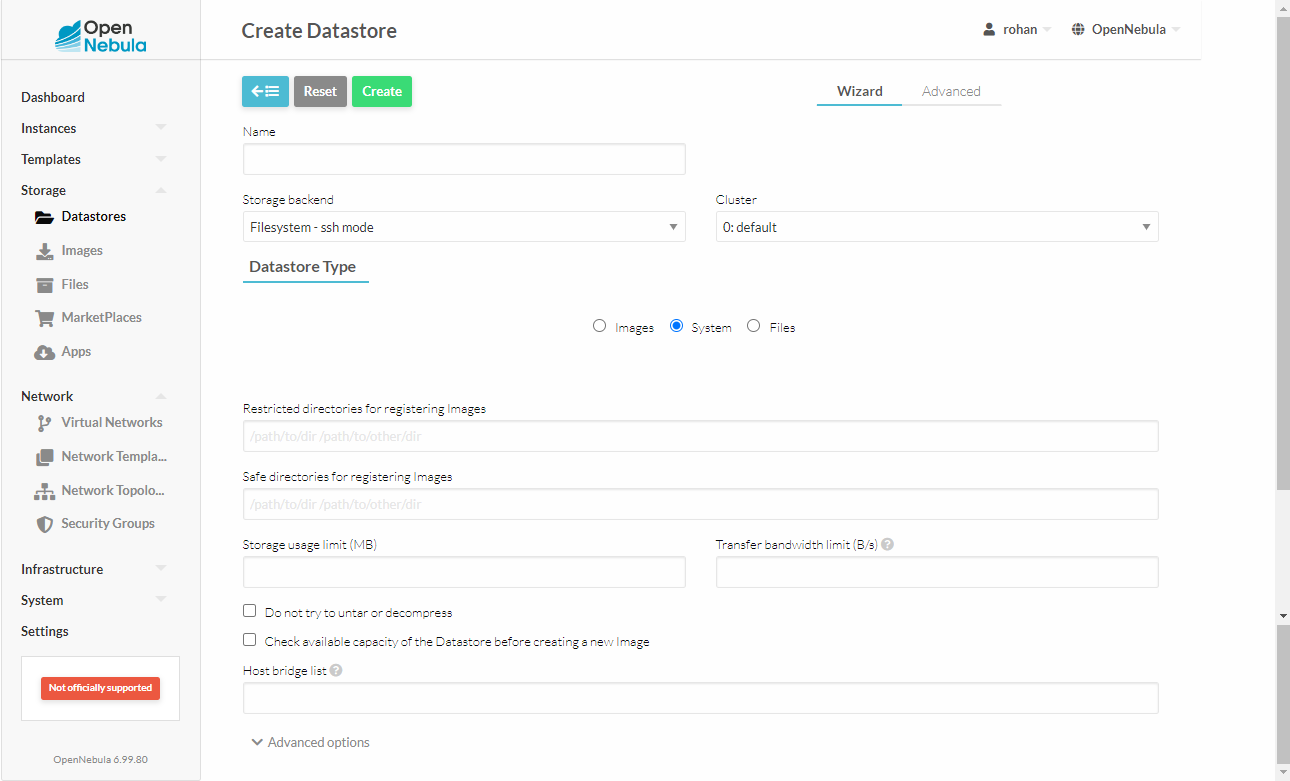 Open
Nebula
Create Datastore
rohan
OpenNebula
Dashboard
Instances
Templates
Storage
Datastores
Images
Files
MarketPlaces
Apps
Network
Virtual Networks
Network Templa...
Network Topolo...
Security Groups
Infrastructure
System
Settings
Not officially supported
OpenNebula 6.99.80
Reset
Create
Wizard
Advanced
Name
Storage backend
Cluster
Filesystem - ssh mode
0: default
Datastore Type
Images
System
Files
Restricted directories for registering Images
/path/to/dir /path/to/other/dir
Safe directories for registering Images
/path/to/dir /path/to/other/dir
Storage usage limit (MB)
Transfer bandwidth limit (B/s)
Do not try to untar or decompress
Check available capacity of the Datastore before creating a new Image
Host bridge list
Advanced options